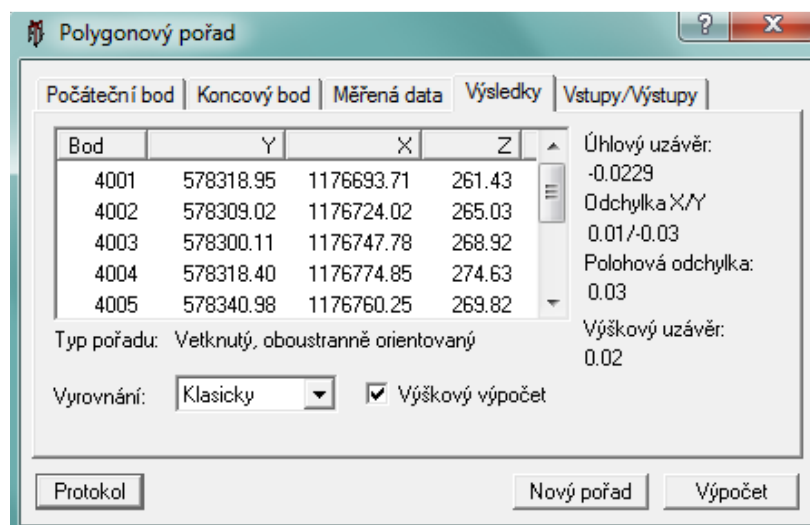 Polygonový pořad
Počáteční bod Koncový bod Měřená data Výsledky Vstupy/Výstupy
Bod Y X Z
4001 578318.95 1176693.71 261.43
4002 578309.02 1176724.02 265.03
4003 578300.11 1176747.78 268.92
4004 578318.40 1176774.85 274.63
4005 578340.98 1176760.25 269.82
Úhlový uzávěr:
-0.0229
Odchylka X/Y
0.01/-0.03
Polohová odchylka:
0.03
Výškový uzávěr:
0.02
Typ pořadu: Vetknutý, oboustranně orientovaný
Vyrovnání: Klasicky Výškový výpočet
Protokol Nový pořad Výpočet